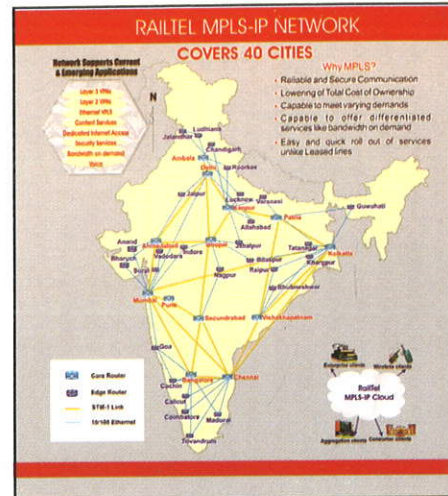 RAILTEL MPLS-IP NETWORK
COVERS 40 CITIES
Network Supports Current
& Emerging Applications
Layer 3 VPNs
Layer 2 VPNs
Ethernet VPLS
Content Services
Dedicated Internet Access
Security Services
Bandwidth on demand
Voice
Why MPLS?
- Reliable and Secure Communication
- Lowering of Total Cost of Ownership
- Capable to meet varying demands
- Capable to offer differentiated
services like bandwidth on demand
- Easy and quick roll out of services
unlike Leased lines
N
Ludhiana
Jalandhar
Chandigarh
Ambala
Delhi
Roorkee
Jaipur
Lucknow
Varanasi
Kanpur
Guwahati
Allahabad
Patna
Ahmedabad
Bhopal
Tatanagar
Kolkatta
Anand
Vadodara
Indore
Jabalpur
Kharagpur
Bharuch
Bilaspur
Surat
Nagpur
Raipur
Mumbai
Bhubneshwar
Pune
Secundrabad
Vishakhapatnam
Goa
Bangalore
Chennai
Cochin
Calicut
Coimbatore
Madurai
Trivandrum
Core Router
Edge Router
STM-1 Link
10/100 Ethernet
Enterprise clients
Wireless clients
RailTel
MPLS-IP Cloud
Aggregation clients
Consumer clients